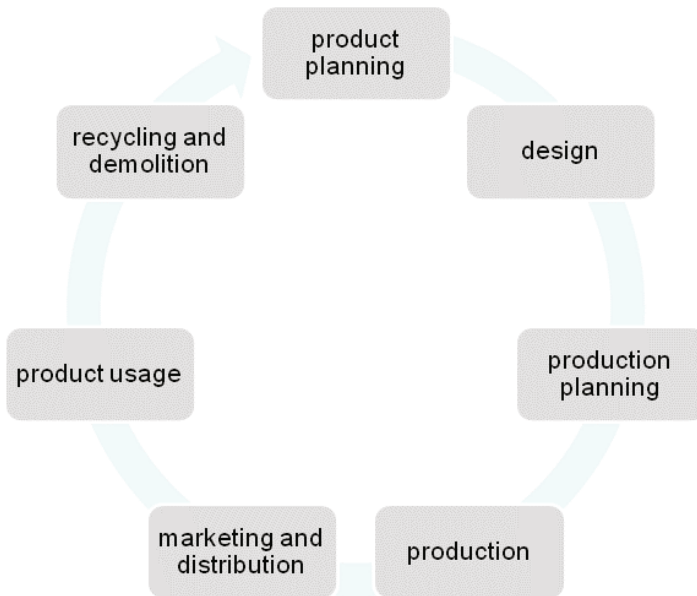 product
planning
design
production
planning
production
marketing and
distribution
product usage
recycling and
demolition